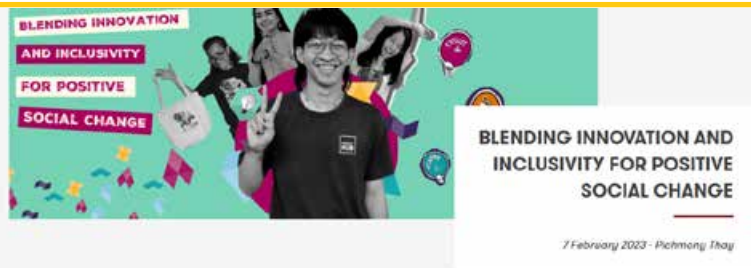 BLENDING INNOVATION
AND INCLUSIVITY
FOR POSITIVE
SOCIAL CHANGE
BLENDING INNOVATION AND
INCLUSIVITY FOR POSITIVE
SOCIAL CHANGE
7 February 2023 - Pichmony Thay